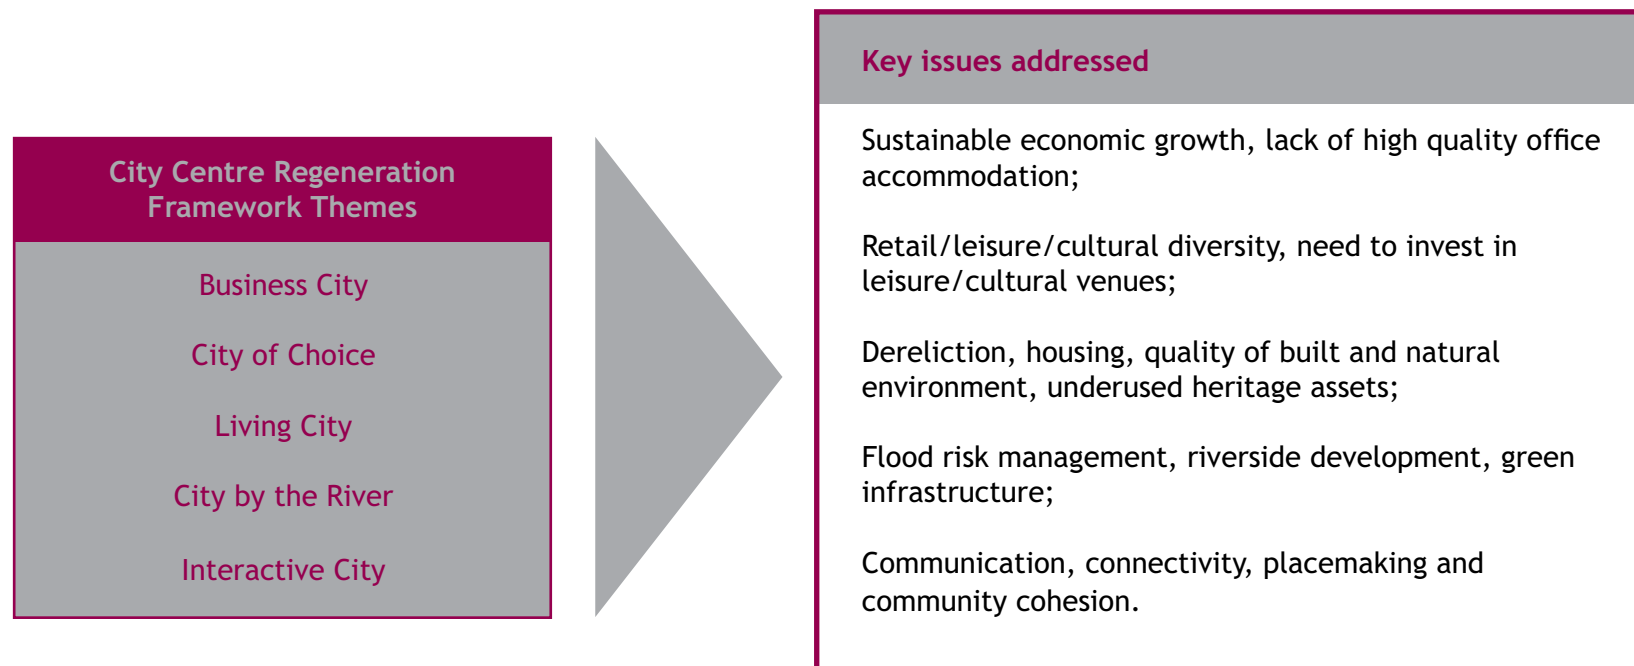 City Centre Regeneration
Framework Themes
Business City
City of Choice
Living City
City by the River
Interactive City
Key issues addressed
Sustainable economic growth, lack of high quality office
accommodation;
Retail/leisure/cultural diversity, need to invest in
leisure/cultural venues;
Dereliction, housing, quality of built and natural
environment, underused heritage assets;
Flood risk management, riverside development, green
infrastructure;
Communication, connectivity, placemaking and
community cohesion.